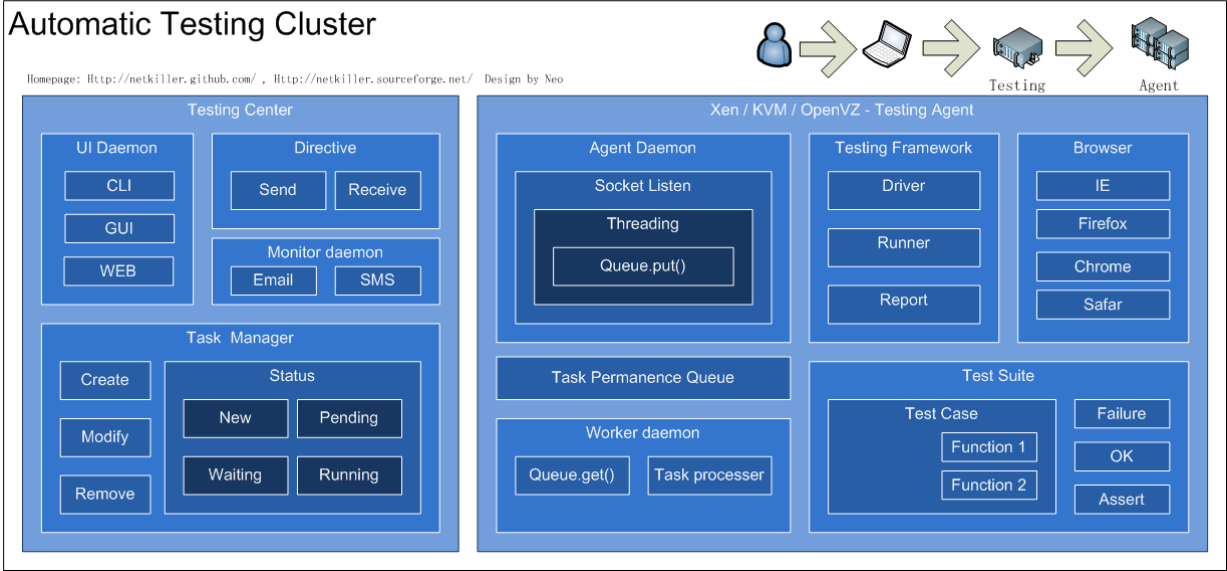 Automatic Testing Cluster
Homepage: Http://netkiller.github.com/ , Http://netkiller.sourceforge.net/ Design by Neo
Testing
Agent
Testing Center
UI Daemon
CLI
GUI
WEB
Directive
Send
Receive
Monitor daemon
Email
SMS
Task Manager
Create
Modify
Remove
Status
New
Pending
Waiting
Running
Xen / KVM / OpenVZ - Testing Agent
Agent Daemon
Socket Listen
Threading
Queue.put()
Testing Framework
Driver
Runner
Report
Browser
IE
Firefox
Chrome
Safar
Task Permanence Queue
Worker daemon
Queue.get()
Task processer
Test Suite
Test Case
Function 1
Function 2
Failure
OK
Assert